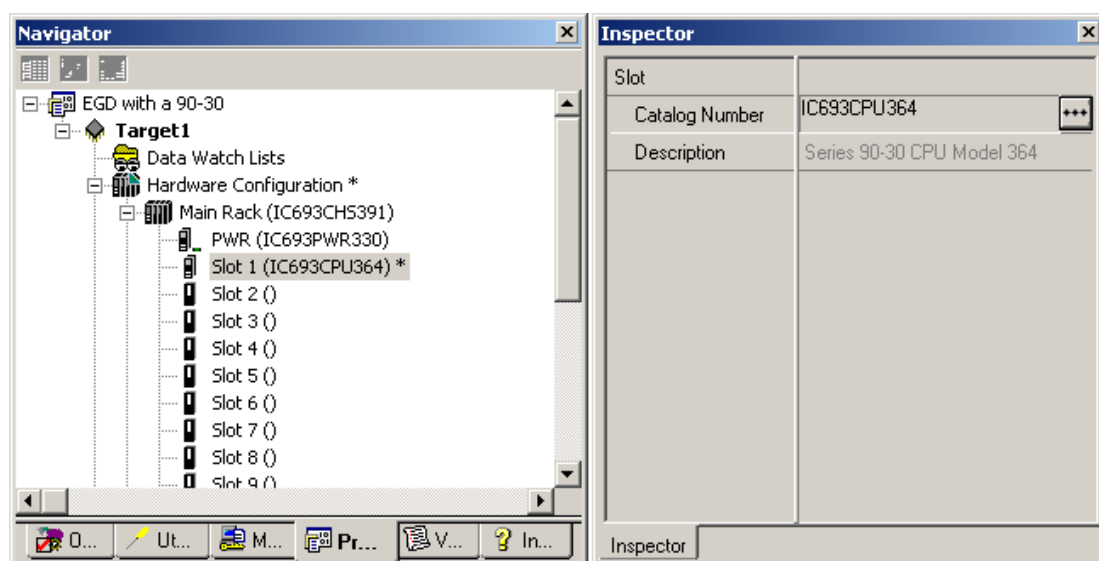 Navigator
EGD with a 90-30
Target1
Data Watch Lists
Hardware Configuration *
Main Rack (IC693CHS391)
PWR (IC693PWR330)
Slot 1 (IC693CPU364) *
Slot 2 ()
Slot 3 ()
Slot 4 ()
Slot 5 ()
Slot 6 ()
Slot 7 ()
Slot 8 ()
Slot 9 ()
O... Ut... M... Pr... V... In...
Inspector
Slot
Catalog Number IC693CPU364
Description Series 90-30 CPU Model 364
Inspector